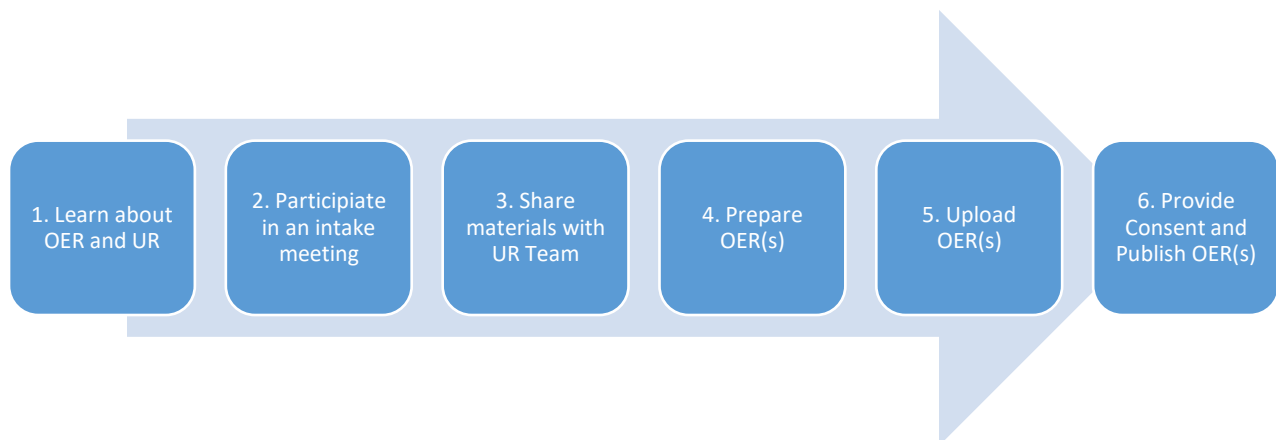 1. Learn about
OER and UR
2. Participiate
in an intake
meeting
3. Share
materials with
UR Team
4. Prepare
OER(s)
5. Upload
OER(s)
6. Provide
Consent and
Publish OER(s)